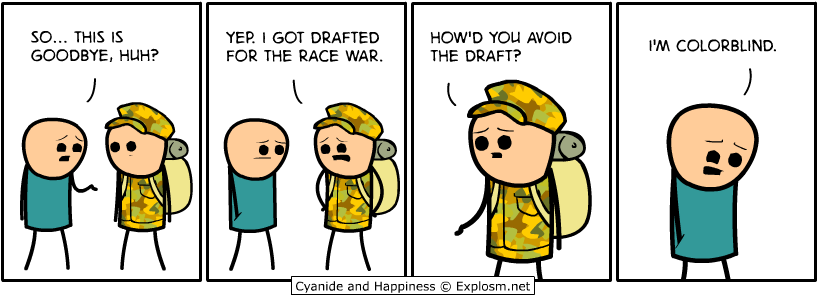 SO... THIS IS
GOODBYE, HUH?
YEP. I GOT DRAFTED
FOR THE RACE WAR.
HOW'D YOU AVOID
THE DRAFT?
I'M COLORBLIND.
Cyanide and Happiness © Explosm.net